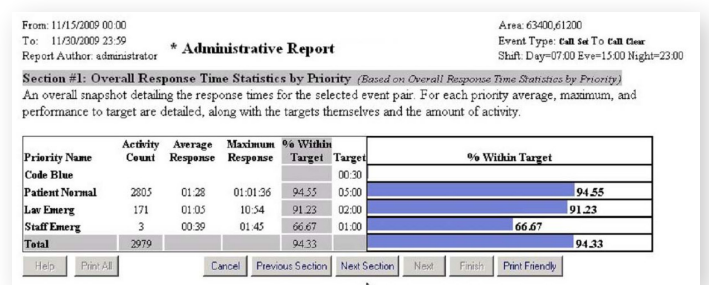 From: 11/15/2009 00:00
To: 11/30/2009 23:59
Report Author: administrator
* Administrative Report
Area: 63400,61200
Event Type: Call Set To Call Clear
Shift: Day=07:00 Eve=15:00 Night=23:00
Section #1: Overall Response Time Statistics by Priority (Based on Overall Response Time Statistics by Priority)
An overall snapshot detailing the response times for the selected event pair. For each priority average, maximum, and
performance to target are detailed, along with the targets themselves and the amount of activity.
Priority Name Activity Count Average Response Maximum Response % Within Target Target % Within Target
Code Blue 00:30
Patient Normal 2805 01:28 01:01:36 94.55 05:00 94.55
Lav Emerg 171 01:05 10:54 91.23 02:00 91.23
Staff Emerg 3 00:39 01:45 66.67 01:00 66.67
Total 2979 94.33 94.33
Help Print All Cancel Previous Section Next Section Next Finish Print Friendly